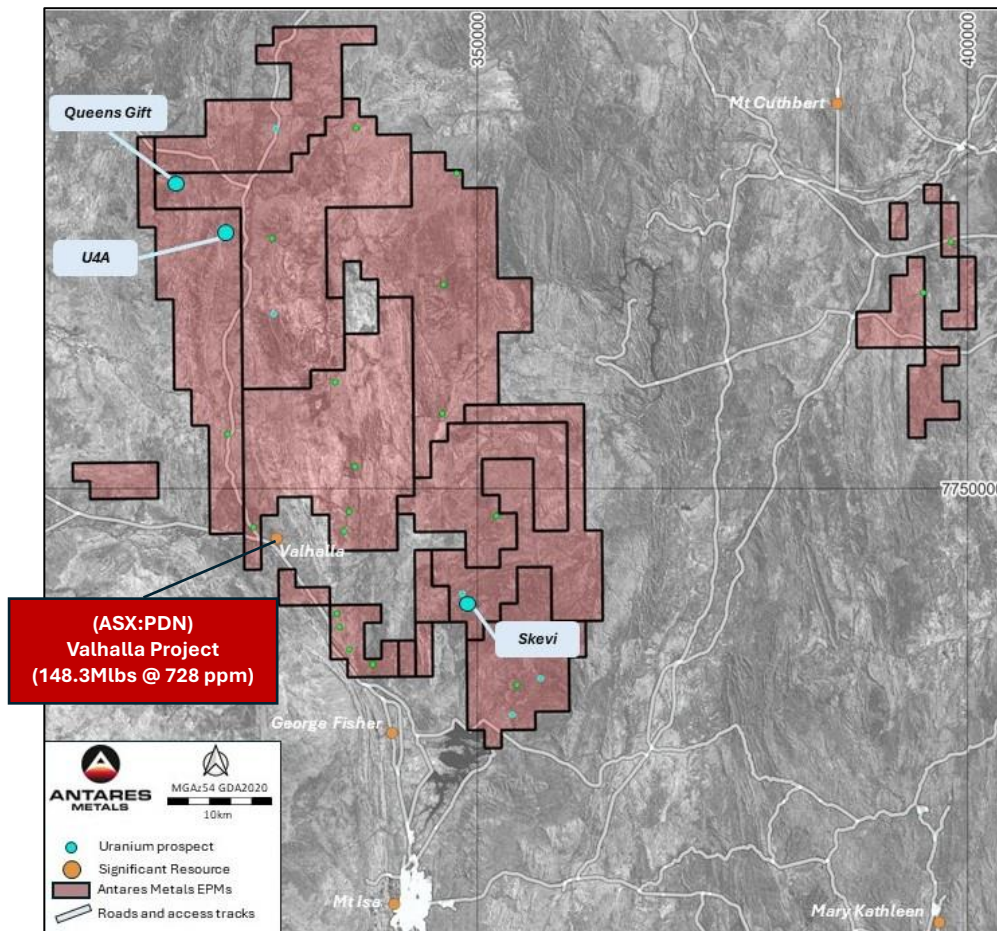 350000
400000
Queens Gift
Mt Cuthbert
U4A
7750000
Valhalla
(ASX:PDN)
Valhalla Project
(148.3Mlbs @ 728 ppm)
Skevi
George Fisher
ANTARES
METALS
MGAz54 GDA2020
10km
Uranium prospect
Significant Resource
Antares Metals EPMs
Roads and access tracks
Mt Isa
Mary Kathleen